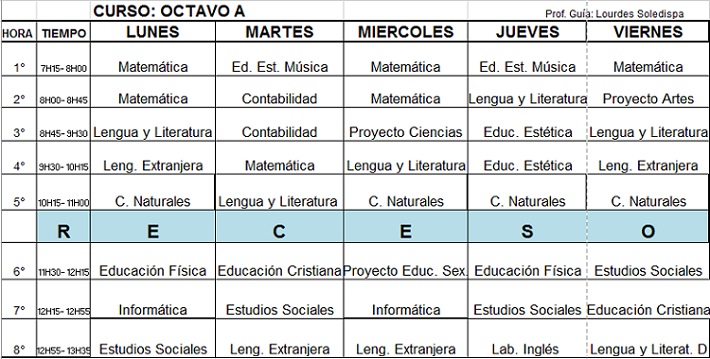 CURSO: OCTAVO A Prof. Guía: Lourdes Soledispa
HORA TIEMPO LUNES MARTES MIERCOLES JUEVES VIERNES
1° 7H15- 8H00 Matemática Ed. Est. Música Matemática Ed. Est. Música Matemática
2° 8H00- 8H45 Matemática Contabilidad Matemática Lengua y Literatura Proyecto Artes
3° 8H45- 9H30 Lengua y Literatura Contabilidad Proyecto Ciencias Educ. Estética Lengua y Literatura
4° 9H30- 10H15 Leng. Extranjera Matemática Lengua y Literatura Educ. Estética Leng. Extranjera
5° 10H15- 11H00 C. Naturales Lengua y Literatura C. Naturales C. Naturales C. Naturales
R E C E S O
6° 11H30- 12H15 Educación Física Educación Cristiana Proyecto Educ. Sex. Educación Física Estudios Sociales
7° 12H15- 12H55 Informática Estudios Sociales Informática Estudios Sociales Educación Cristiana
8° 12H55- 13H35 Estudios Sociales Leng. Extranjera Leng. Extranjera Lab. Inglés Lengua y Literat. D